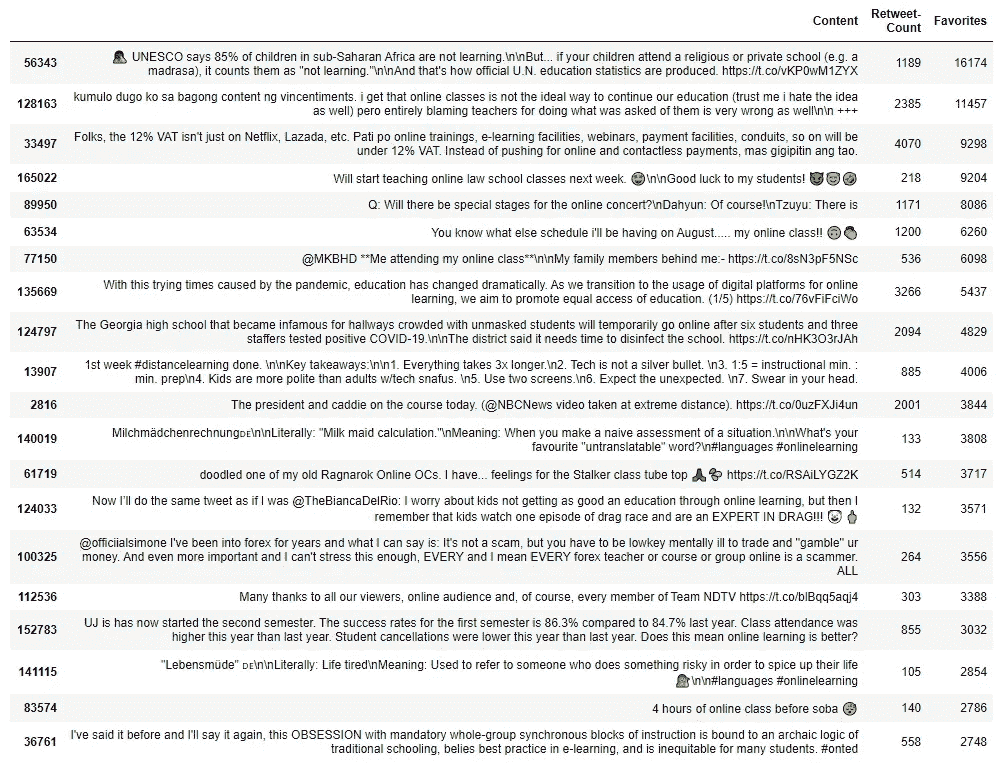 Content Retweet-Count Favorites
56343 👤 UNESCO says 85% of children in sub-Saharan Africa are not learning.\n\nBut... if your children attend a religious or private school (e.g. a 1189 16174
madrasa), it counts them as "not learning."\n\nAnd that's how official U.N. education statistics are produced. https://t.co/vKP0wM1ZYX
128163 kumulo dugo ko sa bagong content ng vincentiments. i get that online classes is not the ideal way to continue our education (trust me i hate the idea 2385 11457
as well) pero entirely blaming teachers for doing what was asked of them is very wrong as well\n\n +++
33497 Folks, the 12% VAT isn't just on Netflix, Lazada, etc. Pati po online trainings, e-learning facilities, webinars, payment facilities, conduits, so on will be 4070 9298
under 12% VAT. Instead of pushing for online and contactless payments, mas gigipitin ang tao.
165022 Will start teaching online law school classes next week. \n\nGood luck to my students! 218 9204
89950 Q: Will there be special stages for the online concert?\nDahyun: Of course!\nTzuyu: There is 1171 8086
63534 You know what else schedule i'll be having on August..... my online class!! 1200 6260
77150 @MKBHD **Me attending my online class**\n\nMy family members behind me:- https://t.co/8sN3pF5NSc 536 6098
135669 With this trying times caused by the pandemic, education has changed dramatically. As we transition to the usage of digital platforms for online 3266 5437
learning, we aim to promote equal access of education. (1/5) https://t.co/76vFiFciWo
124797 The Georgia high school that became infamous for hallways crowded with unmasked students will temporarily go online after six students and three 2094 4829
staffers tested positive COVID-19.\n\nThe district said it needs time to disinfect the school. https://t.co/nHK3O3rJAh
13907 1st week #distancelearning done. \n\nKey takeaways:\n\n1. Everything takes 3x longer.\n2. Tech is not a silver bullet. \n3. 1:5 = instructional min. : 885 4006
min. prep\n4. Kids are more polite than adults w/tech snafus. \n5. Use two screens.\n6. Expect the unexpected. \n7. Swear in your head.
2816 The president and caddie on the course today. (@NBCNews video taken at extreme distance). https://t.co/0uzFXJi4un 2001 3844
140019 MilchmädchenrechnungDE\n\nLiterally: "Milk maid calculation."\nMeaning: When you make a naive assessment of a situation.\n\nWhat's your 133 3808
favourite "untranslatable" word?\n#languages #onlinelearning
61719 doodled one of my old Ragnarok Online OCs. I have... feelings for the Stalker class tube top https://t.co/RSAiLYGZ2K 514 3717
124033 Now I'll do the same tweet as if I was @TheBiancaDelRio: I worry about kids not getting as good an education through online learning, but then I 132 3571
remember that kids watch one episode of drag race and are an EXPERT IN DRAG!!!
100325 @officiialsimone I've been into forex for years and what I can say is: It's not a scam, but you have to be lowkey mentally ill to trade and "gamble" ur 264 3556
money. And even more important and I can't stress this enough, EVERY and I mean EVERY forex teacher or course or group online is a scammer.
ALL
112536 Many thanks to all our viewers, online audience and, of course, every member of Team NDTV https://t.co/blBqq5aqj4 303 3388
152783 UJ is has now started the second semester. The success rates for the first semester is 86.3% compared to 84.7% last year. Class attendance was 855 3032
higher this year than last year. Student cancellations were lower this year than last year. Does this mean online learning is better?
141115 "Lebensmüde" DE\n\nLiterally: Life tired\nMeaning: Used to refer to someone who does something risky in order to spice up their life 105 2854
\n\n#languages #onlinelearning
83574 4 hours of online class before soba 140 2786
36761 I've said it before and I'll say it again, this OBSESSION with mandatory whole-group synchronous blocks of instruction is bound to an archaic logic of 558 2748
traditional schooling, belies best practice in e-learning, and is inequitable for many students. #onted